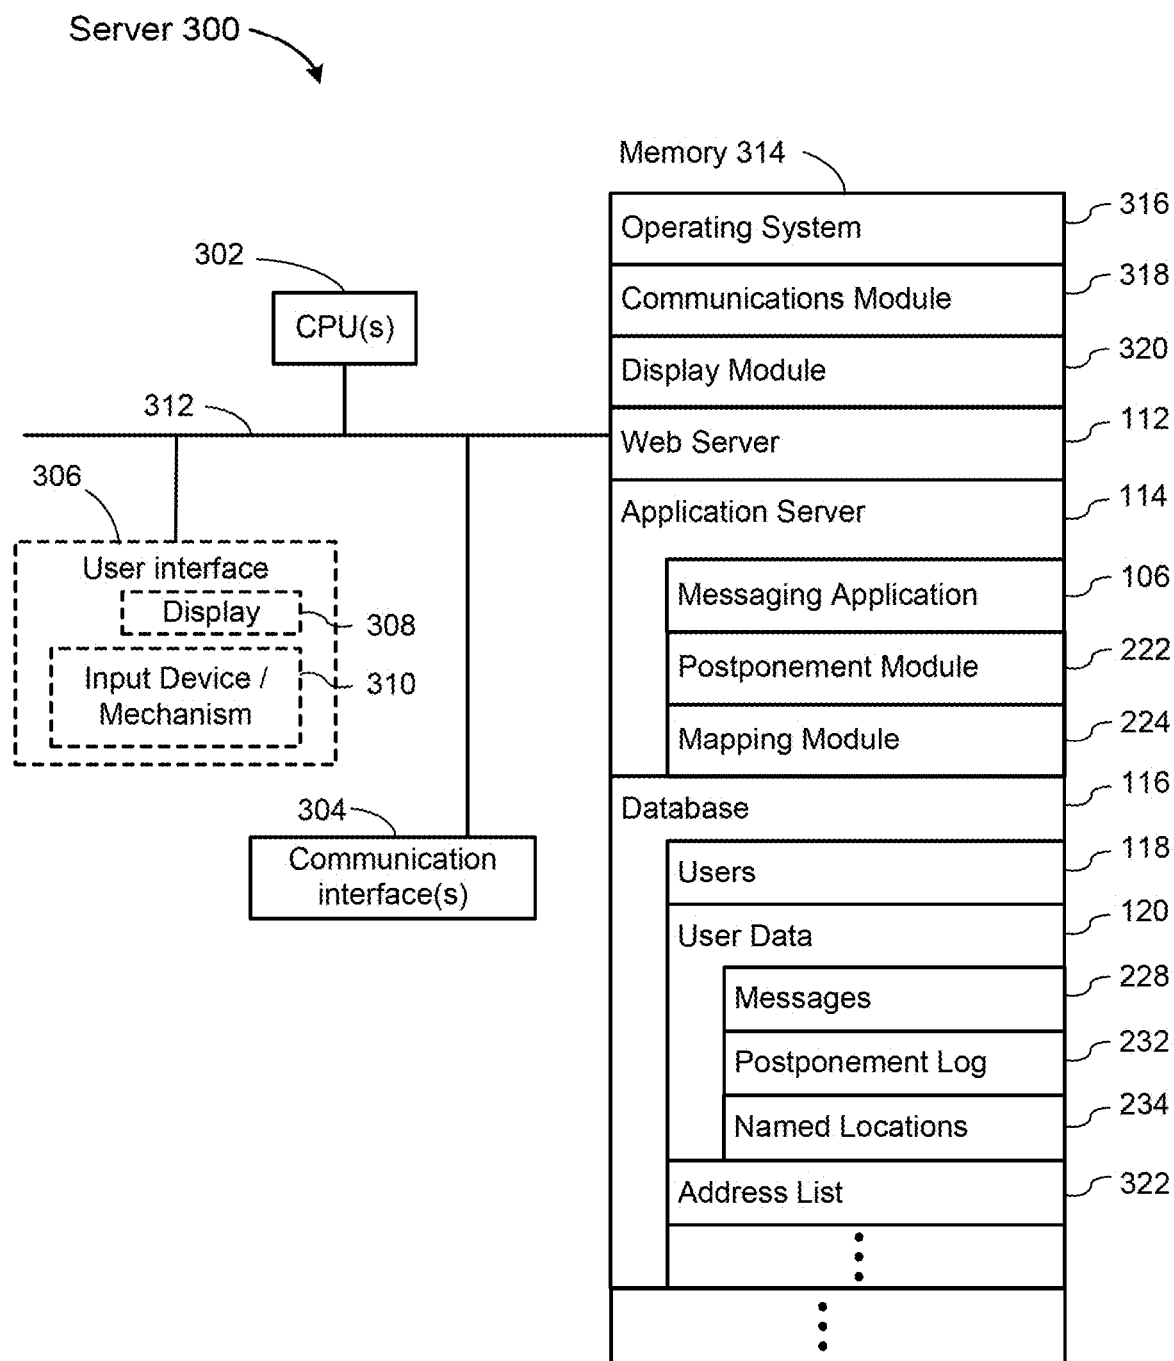 Server 300
Memory 314
Operating System 316
Communications Module 318
Display Module 320
Web Server 112
Application Server 114
Messaging Application 106
Postponement Module 222
Mapping Module 224
Database 116
Users 118
User Data 120
Messages 228
Postponement Log 232
Named Locations 234
Address List 322
302
CPU(s)
312
306
User interface
Display 308
Input Device / 310
Mechanism
304
Communication
interface(s)